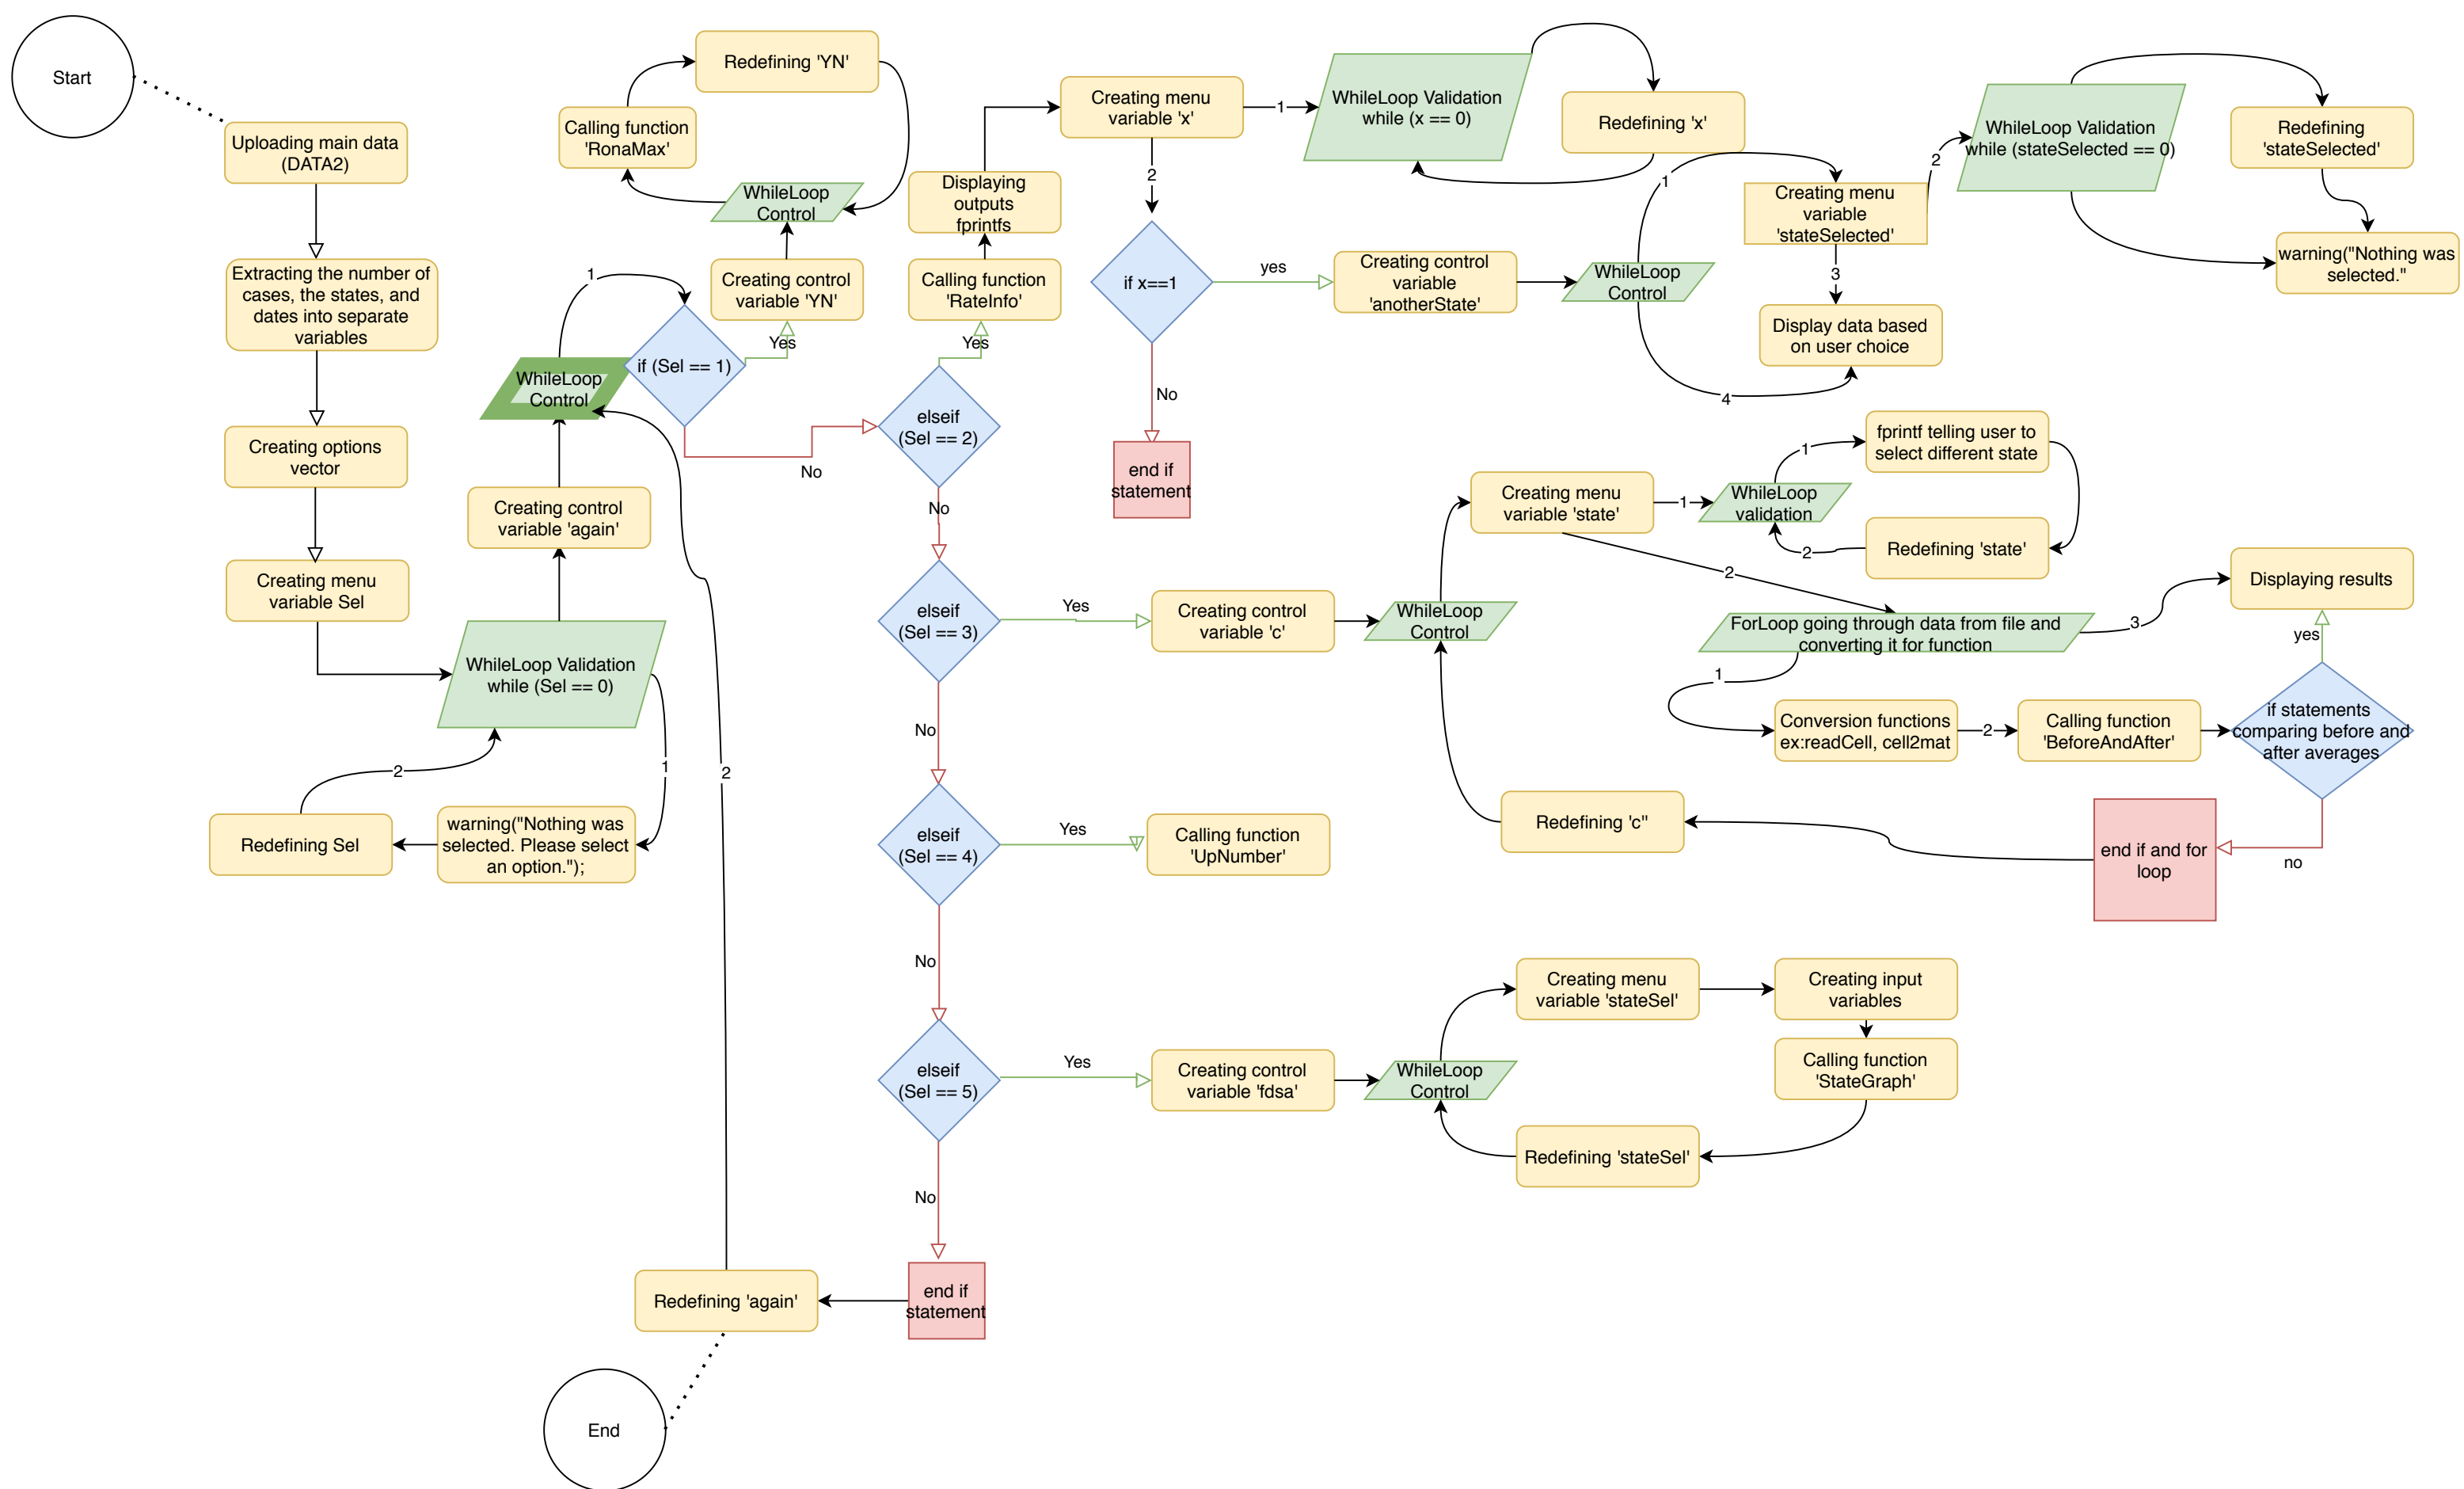 Start
Uploading main data
(DATA2)
Extracting the number of
cases, the states, and
dates into separate
variables
Creating options
vector
Creating menu
variable Sel
WhileLoop Validation
while (Sel == 0)
1
warning("Nothing was
selected. Please select
an option.");
Redefining Sel
2
Creating control
variable 'again'
WhileLoop
Control
1
2
if (Sel == 1)
Yes
No
Creating control
variable 'YN'
WhileLoop
Control
Calling function
'RonaMax'
Redefining 'YN'
elseif
(Sel == 2)
Yes
No
Calling function
'RateInfo'
Displaying
outputs
fprintfs
Creating menu
variable 'x'
1
2
WhileLoop Validation
while (x == 0)
Redefining 'x'
if x==1
yes
No
end if
statement
Creating control
variable
'anotherState'
WhileLoop
Control
1
4
Creating menu
variable
'stateSelected'
2
3
Display data based
on user choice
WhileLoop Validation
while (stateSelected == 0)
Redefining
'stateSelected'
warning("Nothing was
selected."
elseif
(Sel == 3)
Yes
No
Creating control
variable 'c'
WhileLoop
Control
Creating menu
variable 'state'
1
2
WhileLoop
validation
1
fprintf telling user to
select different state
Redefining 'state'
2
ForLoop going through data from file and
converting it for function
1
3
Displaying results
yes
Conversion functions
ex:readCell, cell2mat
2
Calling function
'BeforeAndAfter'
if statements
comparing before and
after averages
no
end if and for
loop
Redefining 'c"
elseif
(Sel == 4)
Yes
No
Calling function
'UpNumber'
elseif
(Sel == 5)
Yes
No
Creating control
variable 'fdsa'
WhileLoop
Control
Creating menu
variable 'stateSel'
Creating input
variables
Calling function
'StateGraph'
Redefining 'stateSel'
end if
statement
Redefining 'again'
End